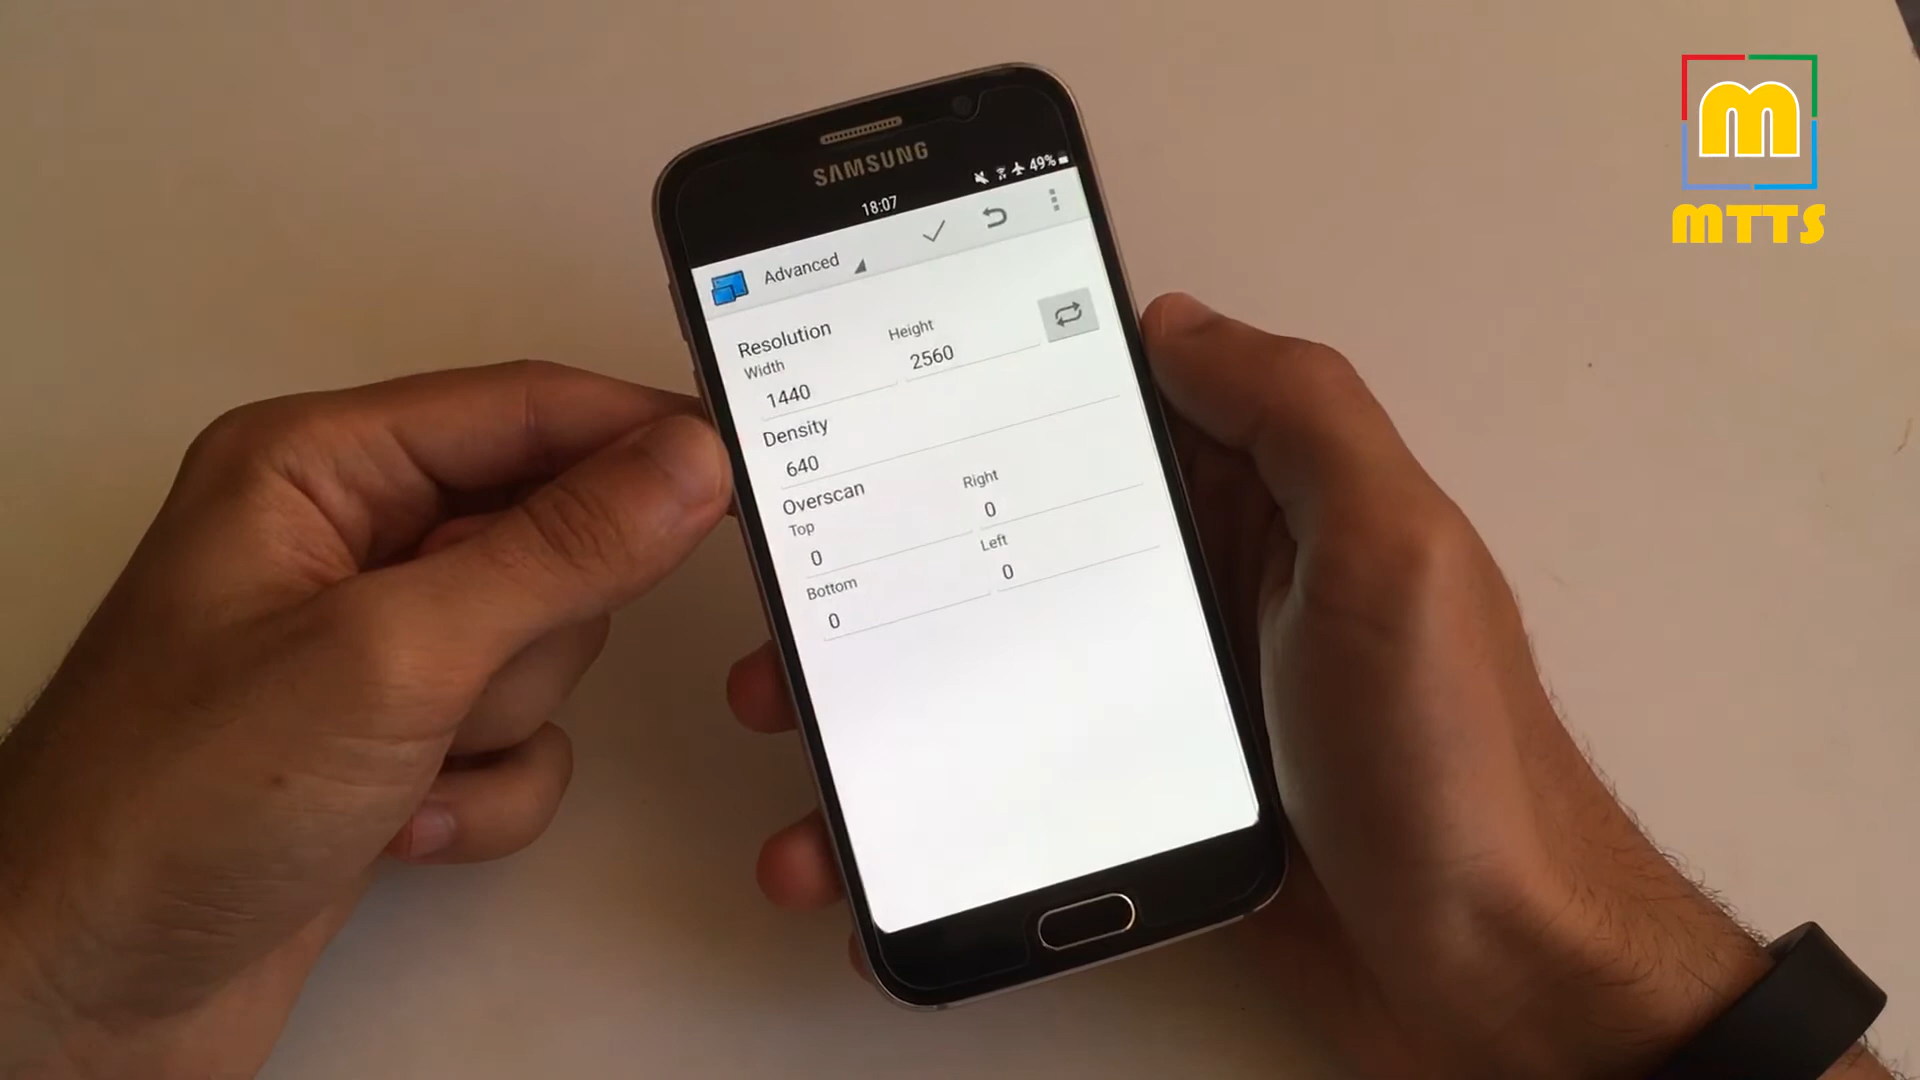 M
MTTS
SAMSUNG
18:07
49%
Advanced
Resolution
Width
Height
1440
2560
Density
640
Overscan
Top
Right
0
0
Bottom
Left
0
0